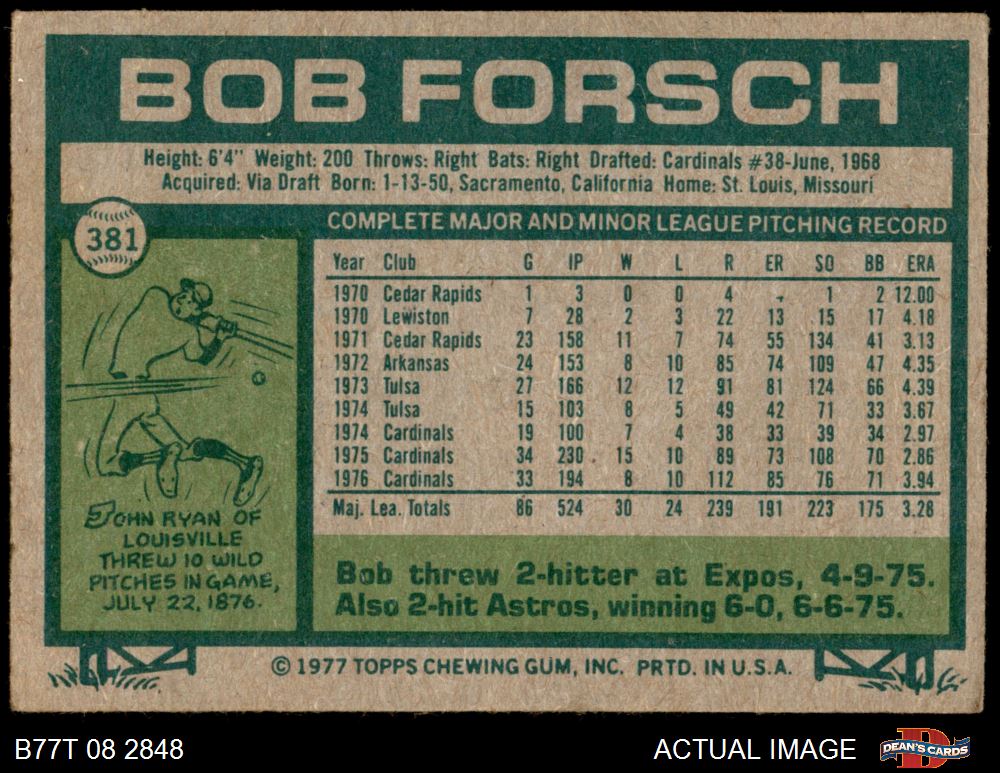 BOB FORSCH
Height: 6'4" Weight: 200 Throws: Right Bats: Right Drafted: Cardinals #38-June, 1968
Acquired: Via Draft Born: 1-13-50, Sacramento, California Home: St. Louis, Missouri
381
COMPLETE MAJOR AND MINOR LEAGUE PITCHING RECORD
Year Club G IP W L R ER SO BB ERA
1970 Cedar Rapids 1 3 0 0 4 1 2 12.00
1970 Lewiston 7 28 2 3 22 13 15 17 4.18
1971 Cedar Rapids 23 158 11 7 74 55 134 41 3.13
1972 Arkansas 24 153 8 10 85 74 109 47 4.35
1973 Tulsa 27 166 12 12 91 81 124 66 4.39
1974 Tulsa 15 103 8 5 49 42 71 33 3.67
1974 Cardinals 19 100 7 4 38 33 39 34 2.97
1975 Cardinals 34 230 15 10 89 73 108 70 2.86
1976 Cardinals 33 194 8 10 112 85 76 71 3.94
Maj. Lea. Totals 86 524 30 24 239 191 223 175 3.28
JOHN RYAN OF
LOUISVILLE
THREW 10 WILD
PITCHES IN GAME,
JULY 22, 1876.
Bob threw 2-hitter at Expos, 4-9-75.
Also 2-hit Astros, winning 6-0, 6-6-75.
© 1977 TOPPS CHEWING GUM, INC. PRTD. IN U.S.A.
B77T 08 2848
ACTUAL IMAGE
DEAN'S CARDS